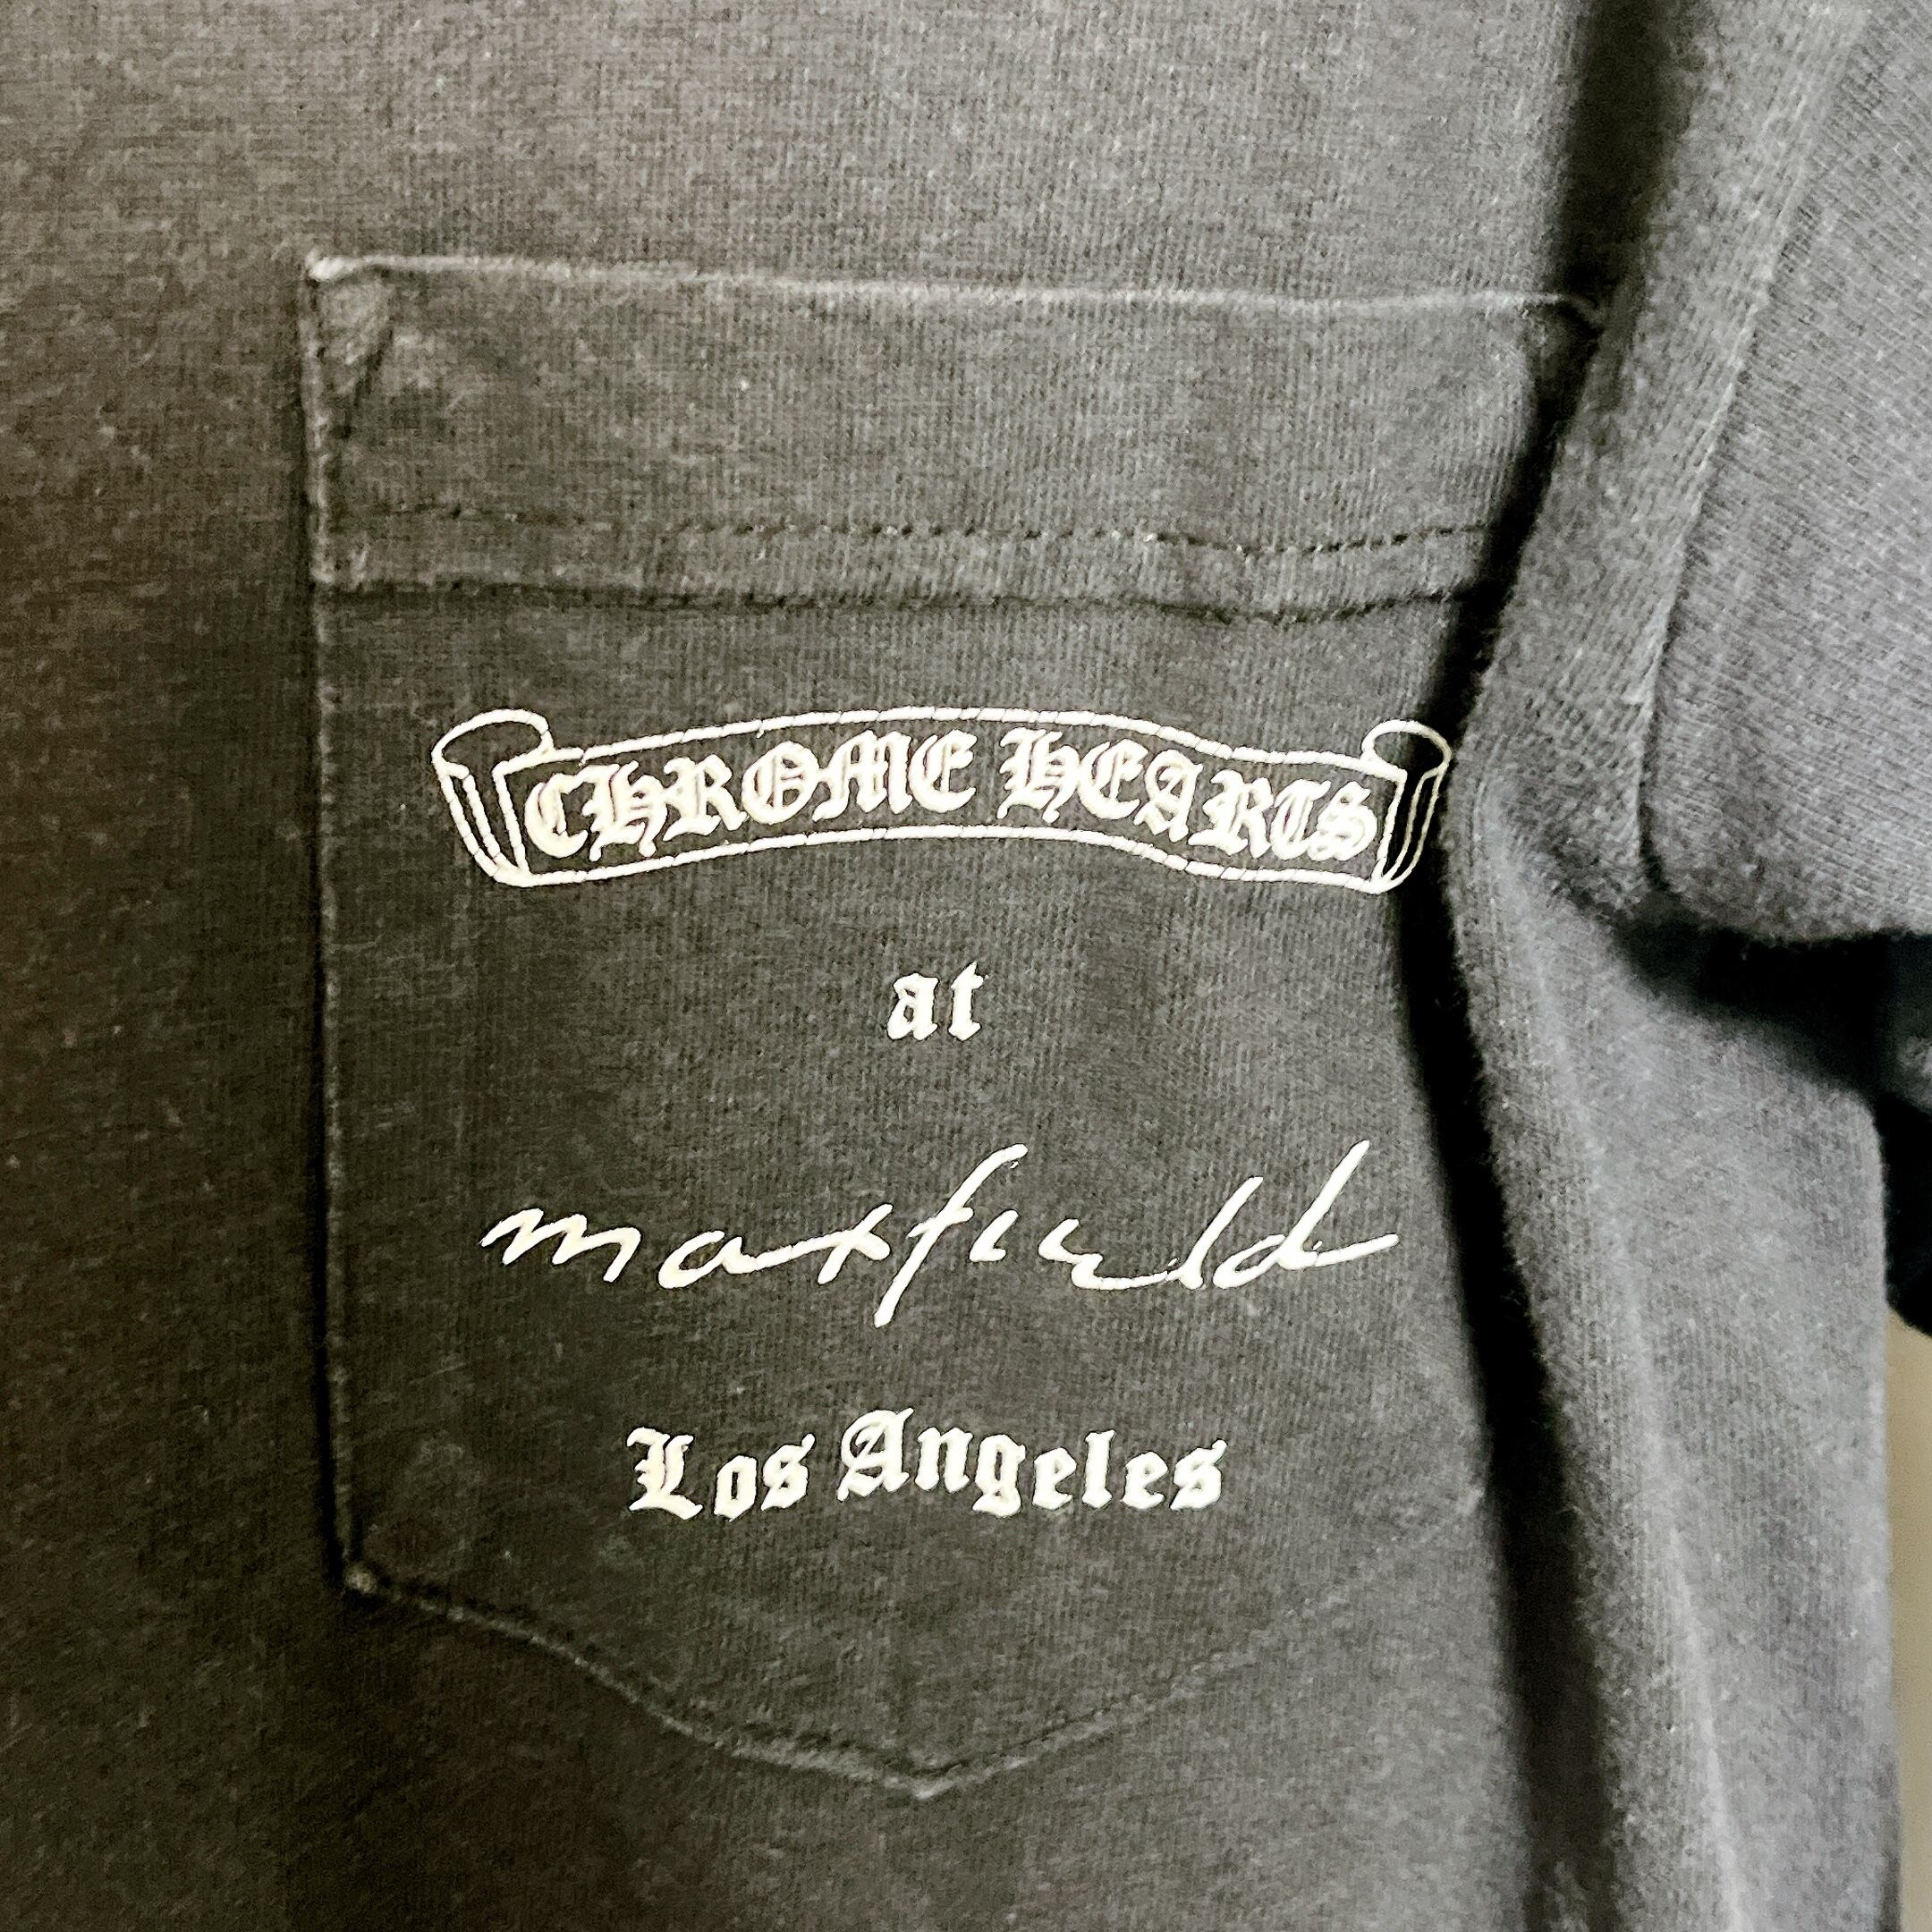 CHROME HEARTS
at
maxfield
Los Angeles